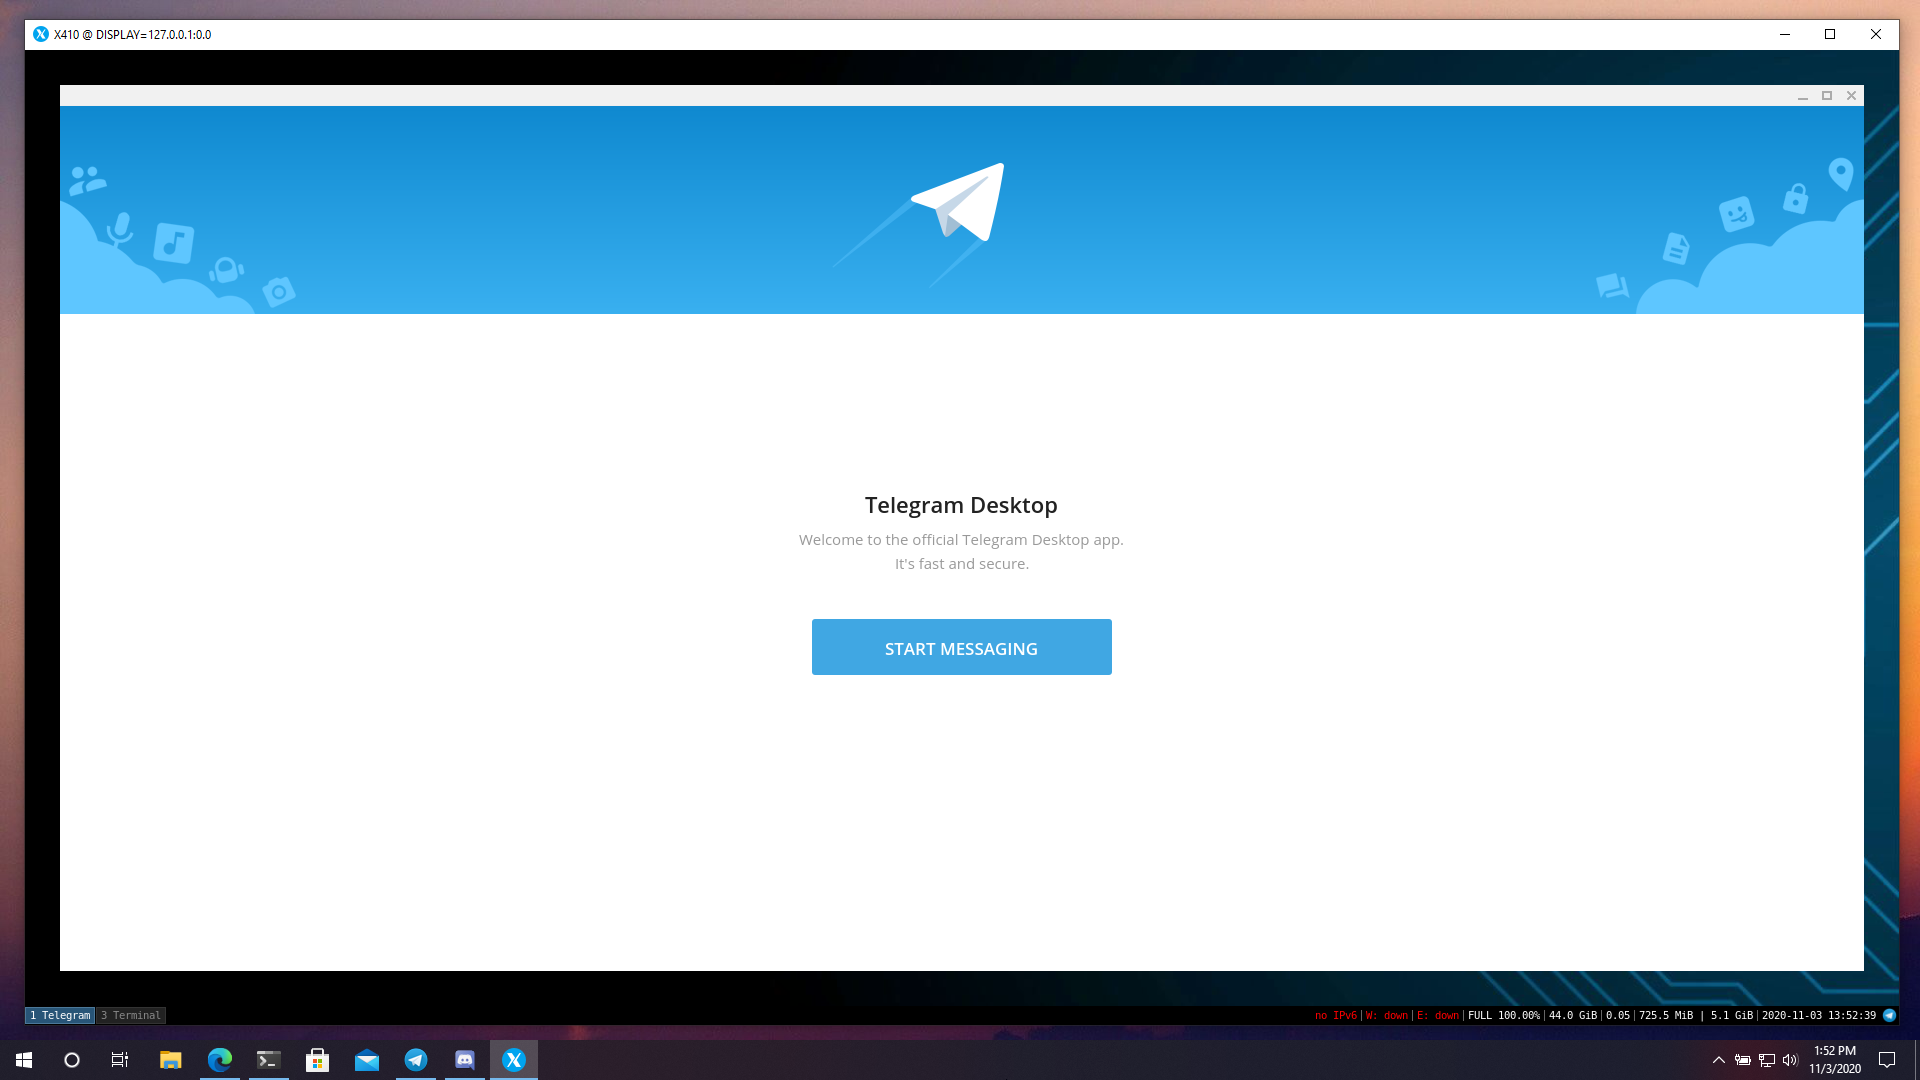 X410 @ DISPLAY=127.0.0.1:0.0
Telegram Desktop
Welcome to the official Telegram Desktop app.
It's fast and secure.
START MESSAGING
1 Telegram
3 Terminal
no IPv6|W: down|E: down|FULL 100.00%|44.0 GiB|0.05|725.5 MiB | 5.1 GiB|2020-11-03 13:52:39
1:52 PM
11/3/2020